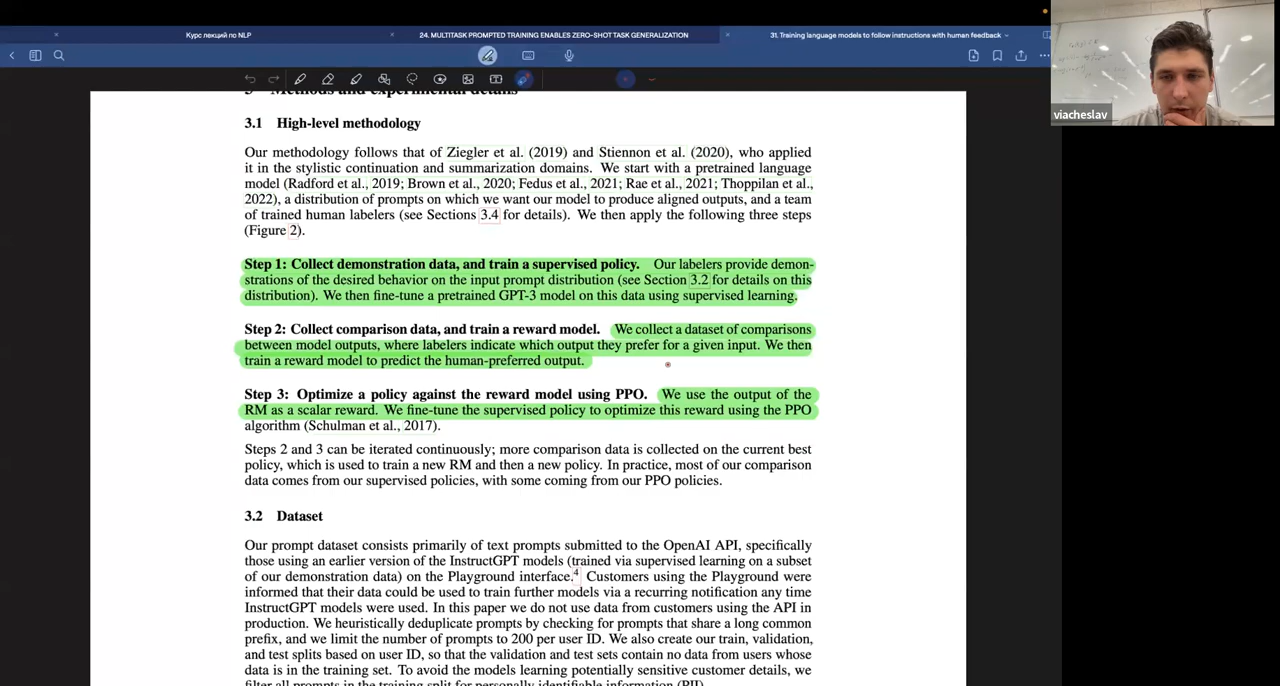 Курс лекций по NLP
24. MULTITASK PROMPTED TRAINING ENABLES ZERO-SHOT TASK GENERALIZATION
31. Training language models to follow instructions with human feedback
viacheslav
3 Methods and experimental details
3.1 High-level methodology
Our methodology follows that of Ziegler et al. (2019) and Stiennon et al. (2020), who applied
it in the stylistic continuation and summarization domains. We start with a pretrained language
model (Radford et al., 2019; Brown et al., 2020; Fedus et al., 2021; Rae et al., 2021; Thoppilan et al.,
2022), a distribution of prompts on which we want our model to produce aligned outputs, and a team
of trained human labelers (see Sections 3.4 for details). We then apply the following three steps
(Figure 2).
Step 1: Collect demonstration data, and train a supervised policy. Our labelers provide demon-
strations of the desired behavior on the input prompt distribution (see Section 3.2 for details on this
distribution). We then fine-tune a pretrained GPT-3 model on this data using supervised learning.
Step 2: Collect comparison data, and train a reward model. We collect a dataset of comparisons
between model outputs, where labelers indicate which output they prefer for a given input. We then
train a reward model to predict the human-preferred output.
Step 3: Optimize a policy against the reward model using PPO. We use the output of the
RM as a scalar reward. We fine-tune the supervised policy to optimize this reward using the PPO
algorithm (Schulman et al., 2017).
Steps 2 and 3 can be iterated continuously; more comparison data is collected on the current best
policy, which is used to train a new RM and then a new policy. In practice, most of our comparison
data comes from our supervised policies, with some coming from our PPO policies.
3.2 Dataset
Our prompt dataset consists primarily of text prompts submitted to the OpenAI API, specifically
those using an earlier version of the InstructGPT models (trained via supervised learning on a subset
of our demonstration data) on the Playground interface.4 Customers using the Playground were
informed that their data could be used to train further models via a recurring notification any time
InstructGPT models were used. In this paper we do not use data from customers using the API in
production. We heuristically deduplicate prompts by checking for prompts that share a long common
prefix, and we limit the number of prompts to 200 per user ID. We also create our train, validation,
and test splits based on user ID, so that the validation and test sets contain no data from users whose
data is in the training set. To avoid the models learning potentially sensitive customer details, we
filter all prompts in the training split for personally identifiable information (PII).